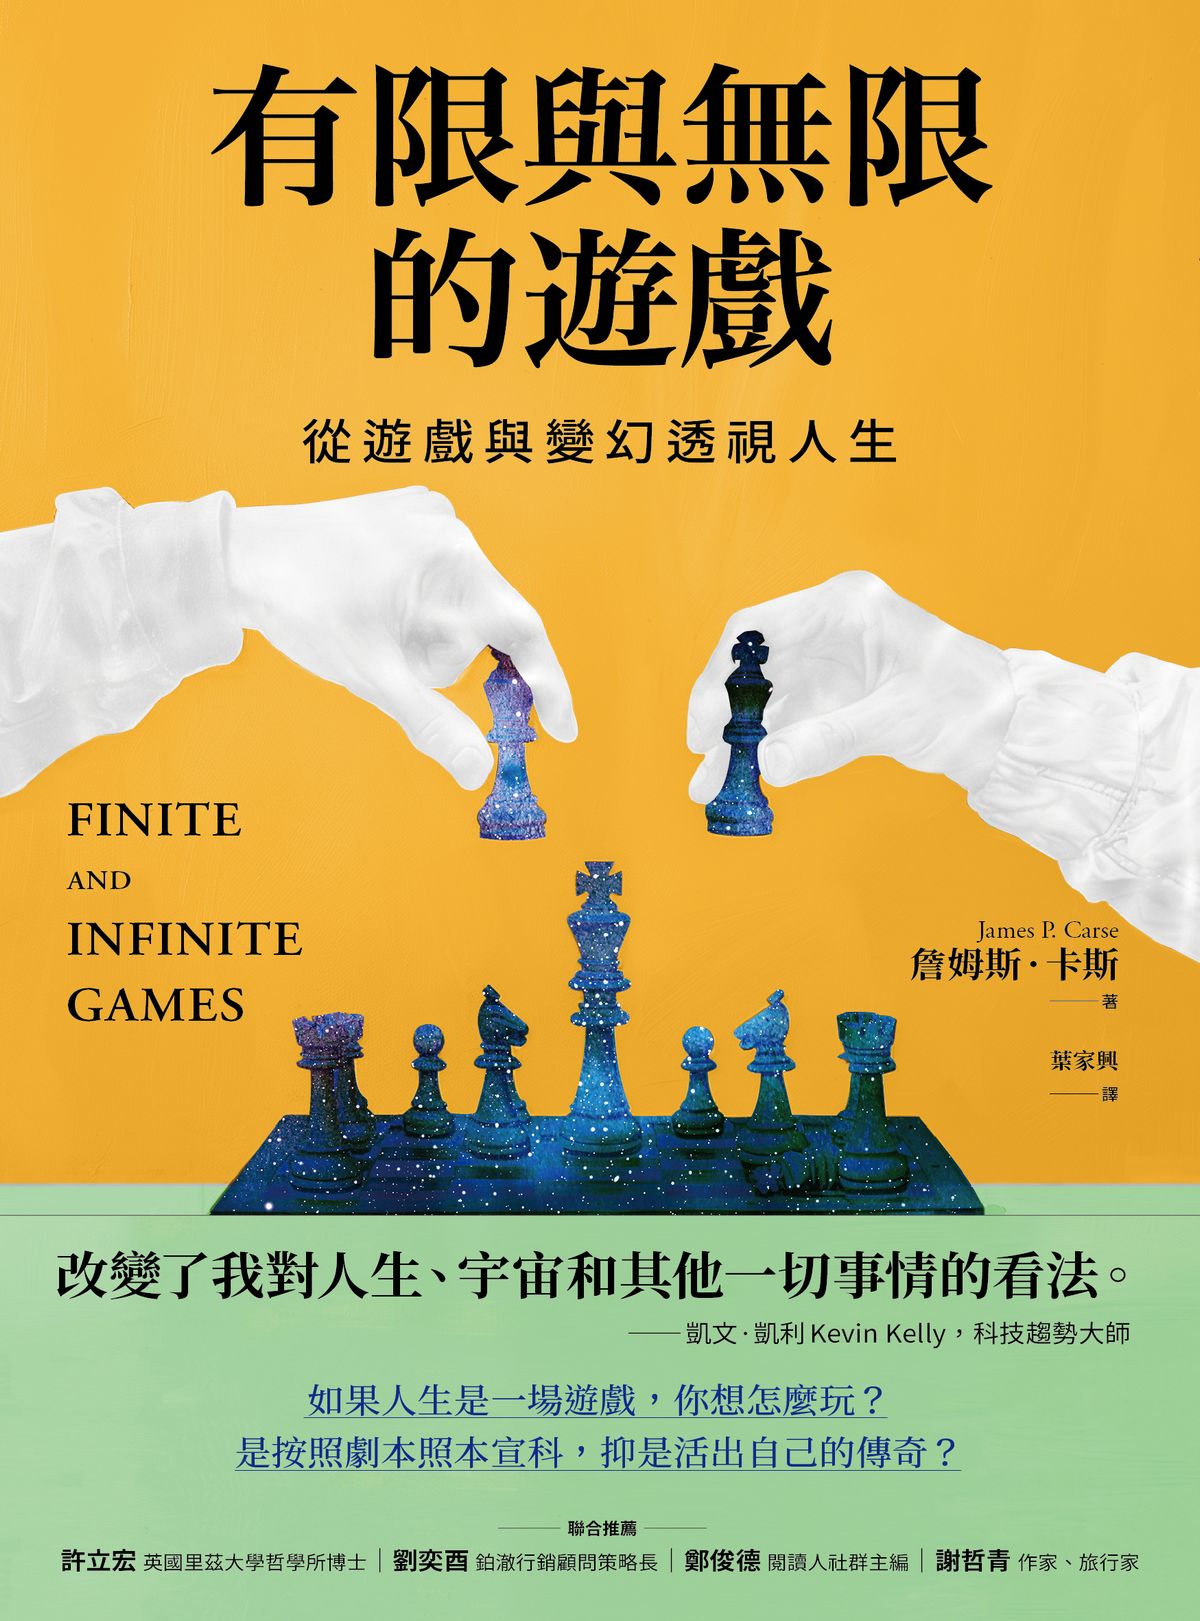 有限與無限
的遊戲
從遊戲與變幻透視人生
FINITE
AND
INFINITE
GAMES
James P. Carse
詹姆斯·卡斯
──著
葉家興
──譯
改變了我對人生、宇宙和其他一切事情的看法。
──凱文·凱利Kevin Kelly，科技趨勢大師
如果人生是一場遊戲，你想怎麼玩？
是按照劇本照本宣科，抑是活出自己的傳奇？
聯合推薦
許立宏 英國里茲大學哲學所博士｜劉奕酉 鉑澈行銷顧問策略長｜鄭俊德 閱讀人社群主編｜謝哲青 作家、旅行家